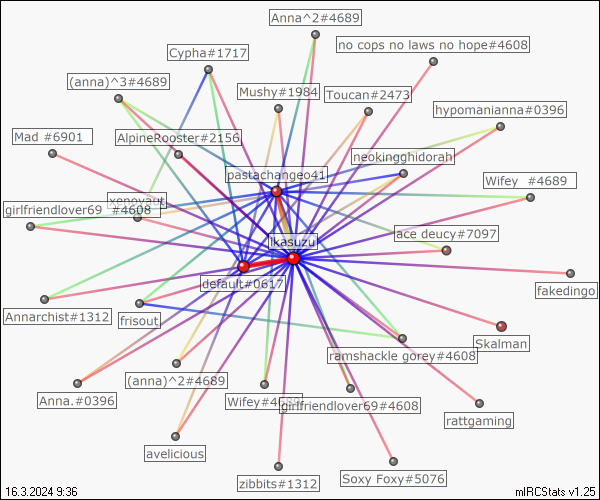 Anna^2#4689
no cops no laws no hope#4608
Cypha#1717
(anna)^3#4689
Mushy#1984
Toucan#2473
hypomanianna#0396
Mad #6901
AlpineRooster#2156
neokingghidorah
pastachangeo41
Wifey #4689
xenovaut
girlfriendlover69 #4608
ace deucy#7097
ikasuzu
default#0617
fakedingo
Annarchist#1312
frisout
Skalman
ramshackle gorey#4608
(anna)^2#4689
Anna.#0396
Wifey#4689
girlfriendlover69#4608
rattgaming
avelicious
zibbits#1312
Soxy Foxy#5076
16.3.2024 9:36
mIRCStats v1.25